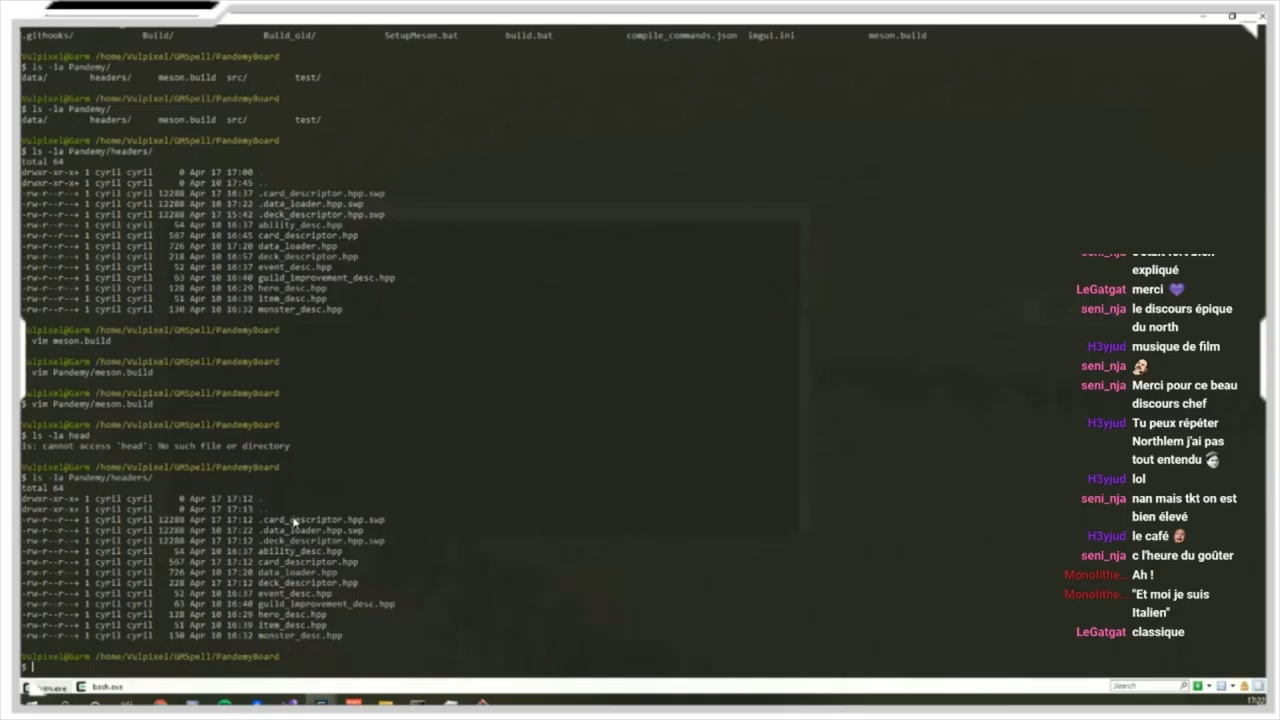 .githooks/ Build/ Build_old/ SetupMeson.bat build.bat compile_commands.json imgui.ini meson.build
Vulpixel@Garm /home/Vulpixel/GMSpell/PandemyBoard
$ ls -la Pandemy/
data/ headers/ meson.build src/ test/
Vulpixel@Garm /home/Vulpixel/GMSpell/PandemyBoard
$ ls -la Pandemy/
data/ headers/ meson.build src/ test/
Vulpixel@Garm /home/Vulpixel/GMSpell/PandemyBoard
$ ls -la Pandemy/headers/
total 64
drwxr-xr-x+ 1 cyril cyril 0 Apr 17 17:00 .
drwxr-xr-x+ 1 cyril cyril 0 Apr 10 17:45 ..
-rw-r--r--+ 1 cyril cyril 12288 Apr 17 16:37 .card_descriptor.hpp.swp
-rw-r--r--+ 1 cyril cyril 12288 Apr 10 17:22 .data_loader.hpp.swp
-rw-r--r--+ 1 cyril cyril 12288 Apr 17 15:42 .deck_descriptor.hpp.swp
-rw-r--r--+ 1 cyril cyril 54 Apr 10 16:37 ability_desc.hpp
-rw-r--r--+ 1 cyril cyril 567 Apr 10 16:45 card_descriptor.hpp
-rw-r--r--+ 1 cyril cyril 726 Apr 10 17:20 data_loader.hpp
-rw-r--r--+ 1 cyril cyril 218 Apr 10 16:57 deck_descriptor.hpp
-rw-r--r--+ 1 cyril cyril 52 Apr 10 16:37 event_desc.hpp
-rw-r--r--+ 1 cyril cyril 63 Apr 10 16:40 guild_improvement_desc.hpp
-rw-r--r--+ 1 cyril cyril 128 Apr 10 16:29 hero_desc.hpp
-rw-r--r--+ 1 cyril cyril 51 Apr 10 16:39 item_desc.hpp
-rw-r--r--+ 1 cyril cyril 130 Apr 10 16:32 monster_desc.hpp
Vulpixel@Garm /home/Vulpixel/GMSpell/PandemyBoard
vim meson.build
Vulpixel@Garm /home/Vulpixel/GMSpell/PandemyBoard
vim Pandemy/meson.build
Vulpixel@Garm /home/Vulpixel/GMSpell/PandemyBoard
$ vim Pandemy/meson.build
Vulpixel@Garm /home/Vulpixel/GMSpell/PandemyBoard
$ ls -la head
ls: cannot access 'head': No such file or directory
Vulpixel@Garm /home/Vulpixel/GMSpell/PandemyBoard
$ ls -la Pandemy/headers/
total 64
drwxr-xr-x+ 1 cyril cyril 0 Apr 17 17:12 .
drwxr-xr-x+ 1 cyril cyril 0 Apr 17 17:13 ..
-rw-r--r--+ 1 cyril cyril 12288 Apr 17 17:12 .card_descriptor.hpp.swp
-rw-r--r--+ 1 cyril cyril 12288 Apr 10 17:22 .data_loader.hpp.swp
-rw-r--r--+ 1 cyril cyril 12288 Apr 17 17:12 .deck_descriptor.hpp.swp
-rw-r--r--+ 1 cyril cyril 54 Apr 10 16:37 ability_desc.hpp
-rw-r--r--+ 1 cyril cyril 567 Apr 17 17:12 card_descriptor.hpp
-rw-r--r--+ 1 cyril cyril 726 Apr 10 17:20 data_loader.hpp
-rw-r--r--+ 1 cyril cyril 228 Apr 17 17:12 deck_descriptor.hpp
-rw-r--r--+ 1 cyril cyril 52 Apr 10 16:37 event_desc.hpp
-rw-r--r--+ 1 cyril cyril 63 Apr 10 16:40 guild_improvement_desc.hpp
-rw-r--r--+ 1 cyril cyril 128 Apr 10 16:29 hero_desc.hpp
-rw-r--r--+ 1 cyril cyril 51 Apr 10 16:39 item_desc.hpp
-rw-r--r--+ 1 cyril cyril 130 Apr 10 16:32 monster_desc.hpp
Vulpixel@Garm /home/Vulpixel/GMSpell/PandemyBoard
$
vim.exe bash.exe Search
17:22
expliqué
LeGatgat merci 💜
seni_nja le discours épique
du north
H3yjud musique de film
seni_nja
seni_nja Merci pour ce beau
discours chef
H3yjud Tu peux répéter
Northlem j'ai pas
tout entendu
H3yjud lol
seni_nja nan mais tkt on est
bien élevé
H3yjud le café
seni_nja c l'heure du goûter
Monolithe... Ah !
Monolithe... "Et moi je suis
Italien"
LeGatgat classique